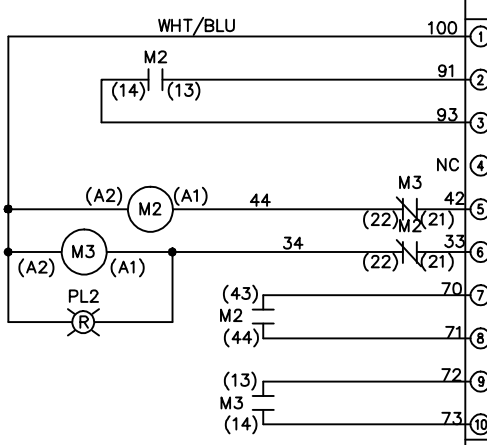 WHT/BLU 100 1
M2 91 2
(14) (13)
93 3
NC 4
M3
(A2) M2 (A1) 44 (22) (21) 42 5
M2
(A2) M3 (A1) 34 (22) (21) 33 6
PL2
R
(43) 70 7
M2
(44) 71 8
(13) 72 9
M3
(14) 73 10